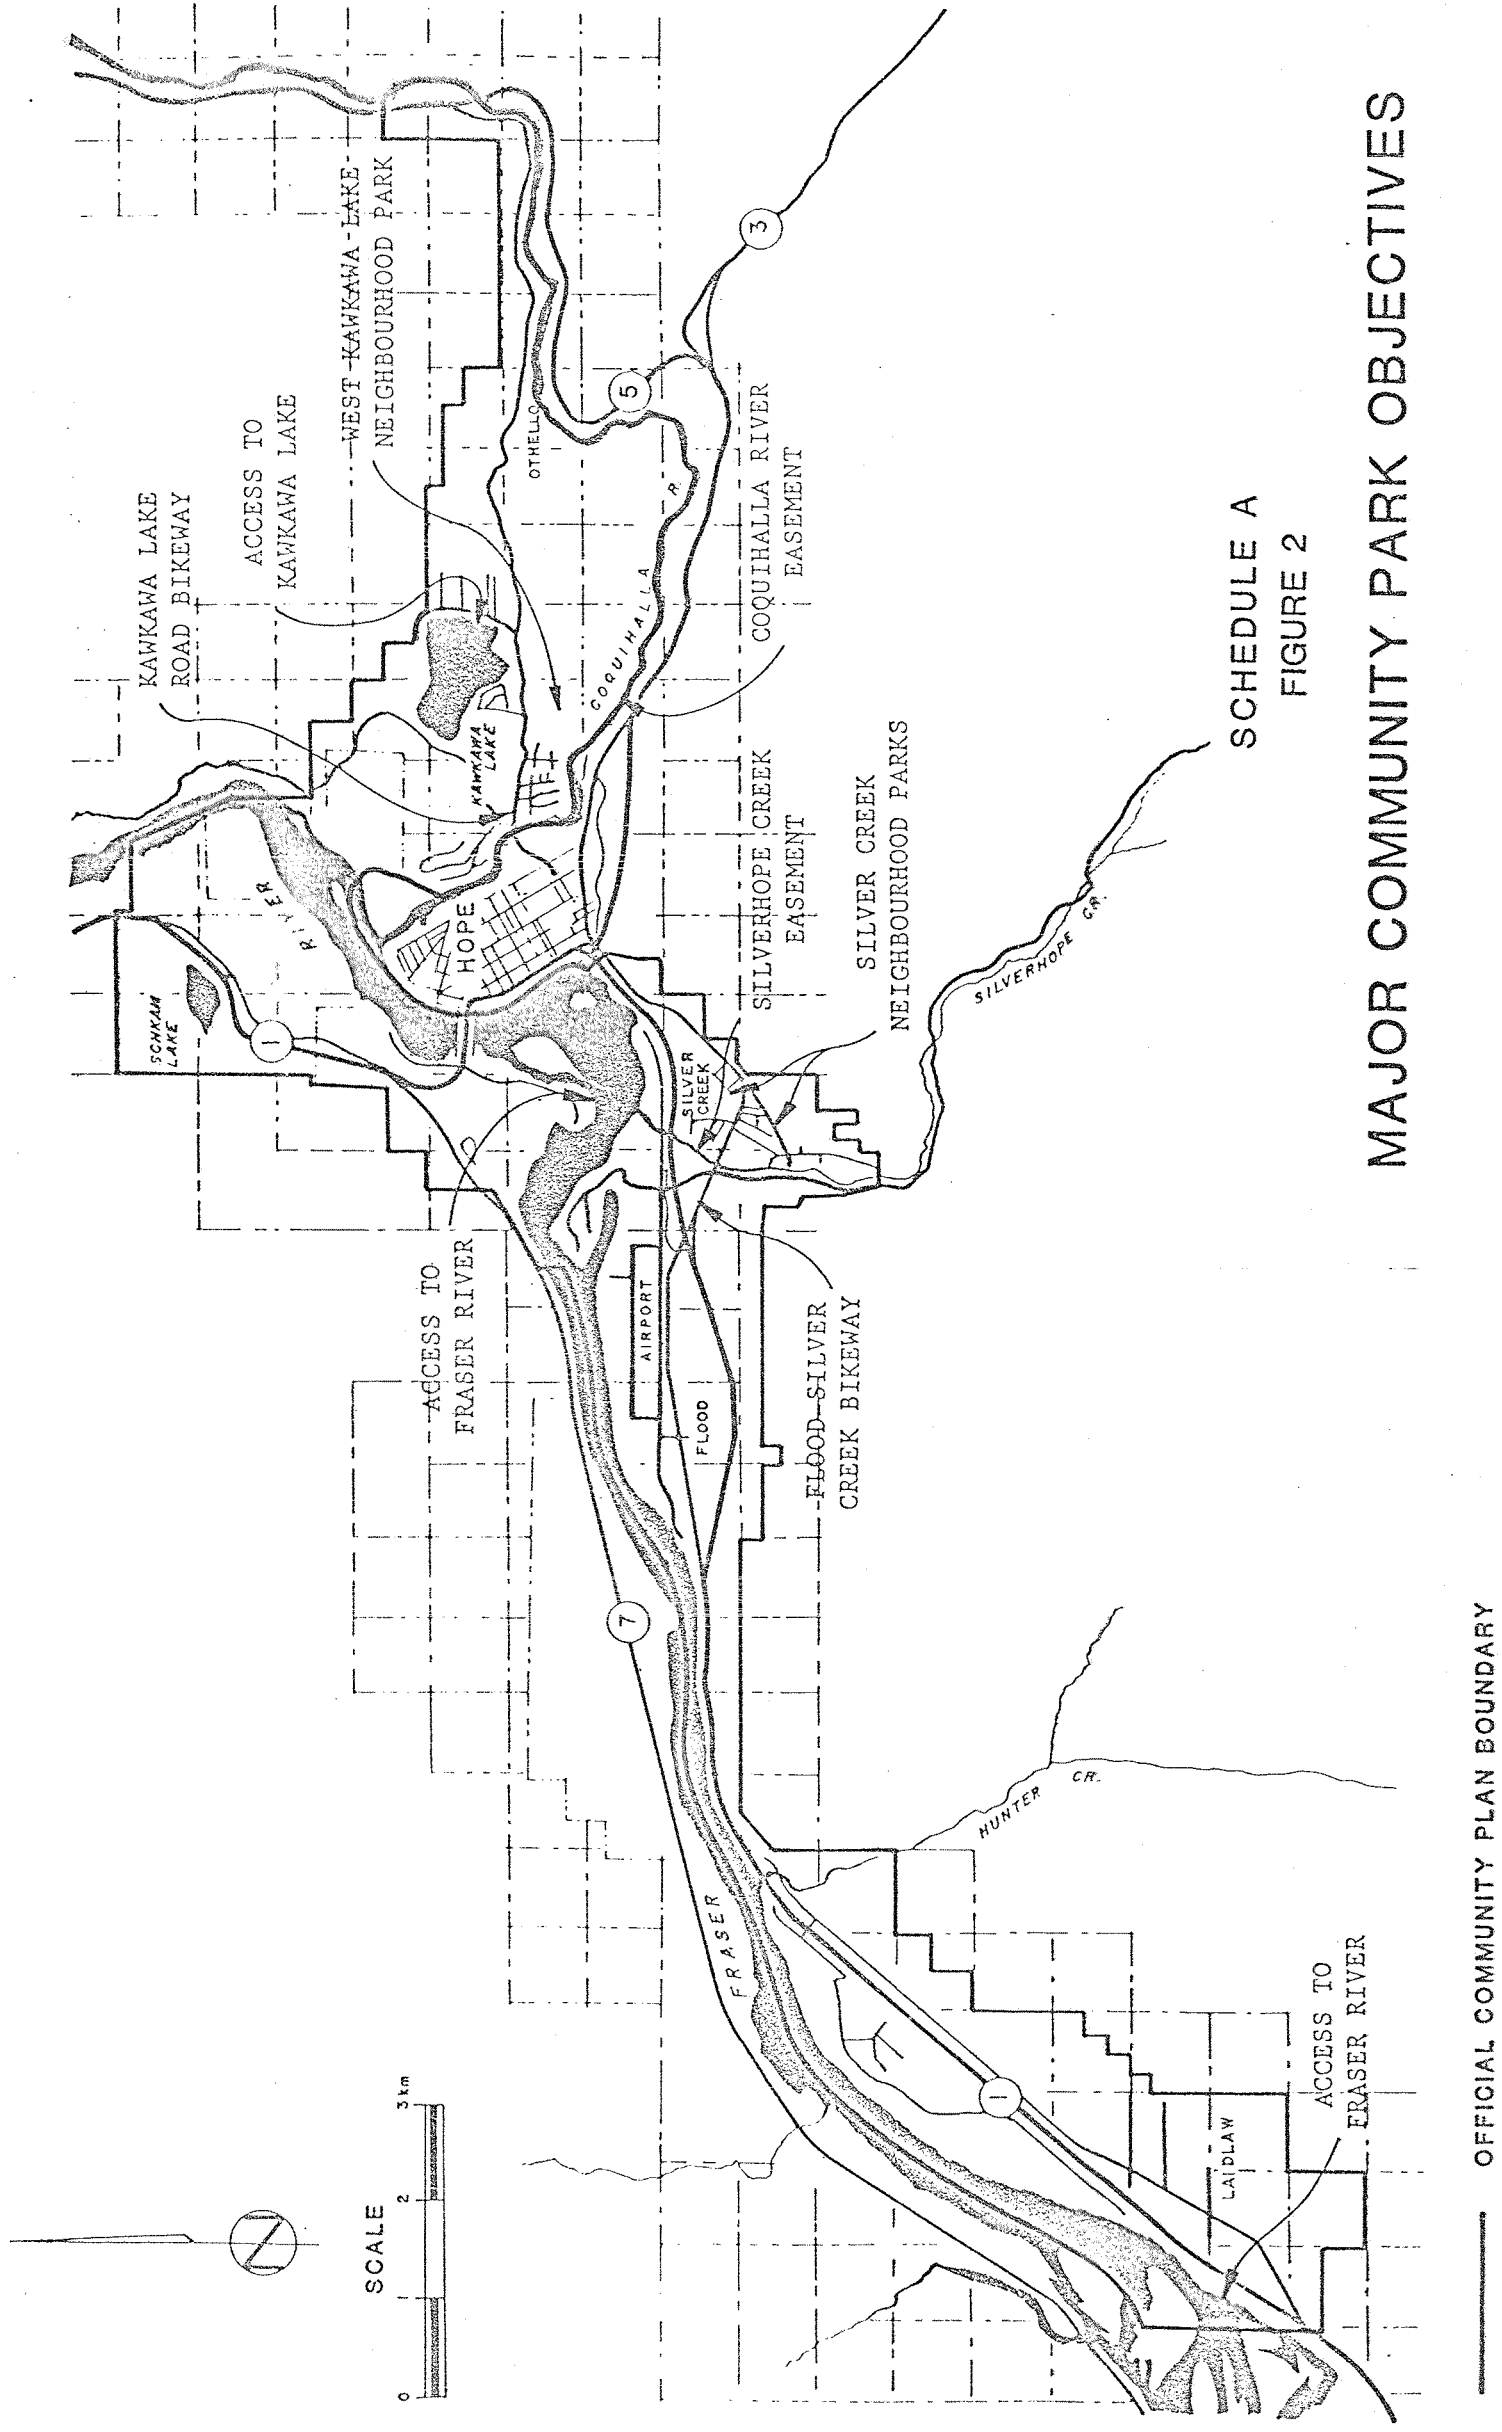 SCALE
0 1 2 3 km
KAWKAWA LAKE
ROAD BIKEWAY
ACCESS TO
KAWKAWA LAKE
WEST KAWKAWA LAKE
NEIGHBOURHOOD PARK
SCHKAM
LAKE
1
RIVER
HOPE
KAWKAWA
LAKE
OTHELLO
5
3
COQUIHALLA R.
COQUIHALLA RIVER
EASEMENT
ACCESS TO
FRASER RIVER
SILVER
CREEK
SILVERHOPE CREEK
EASEMENT
SILVER CREEK
NEIGHBOURHOOD PARKS
AIRPORT
FLOOD
FLOOD-SILVER
CREEK BIKEWAY
SILVERHOPE CR.
7
FRASER
HUNTER CR.
1
LAIDLAW
ACCESS TO
FRASER RIVER
SCHEDULE A
FIGURE 2
MAJOR COMMUNITY PARK OBJECTIVES
OFFICIAL COMMUNITY PLAN BOUNDARY